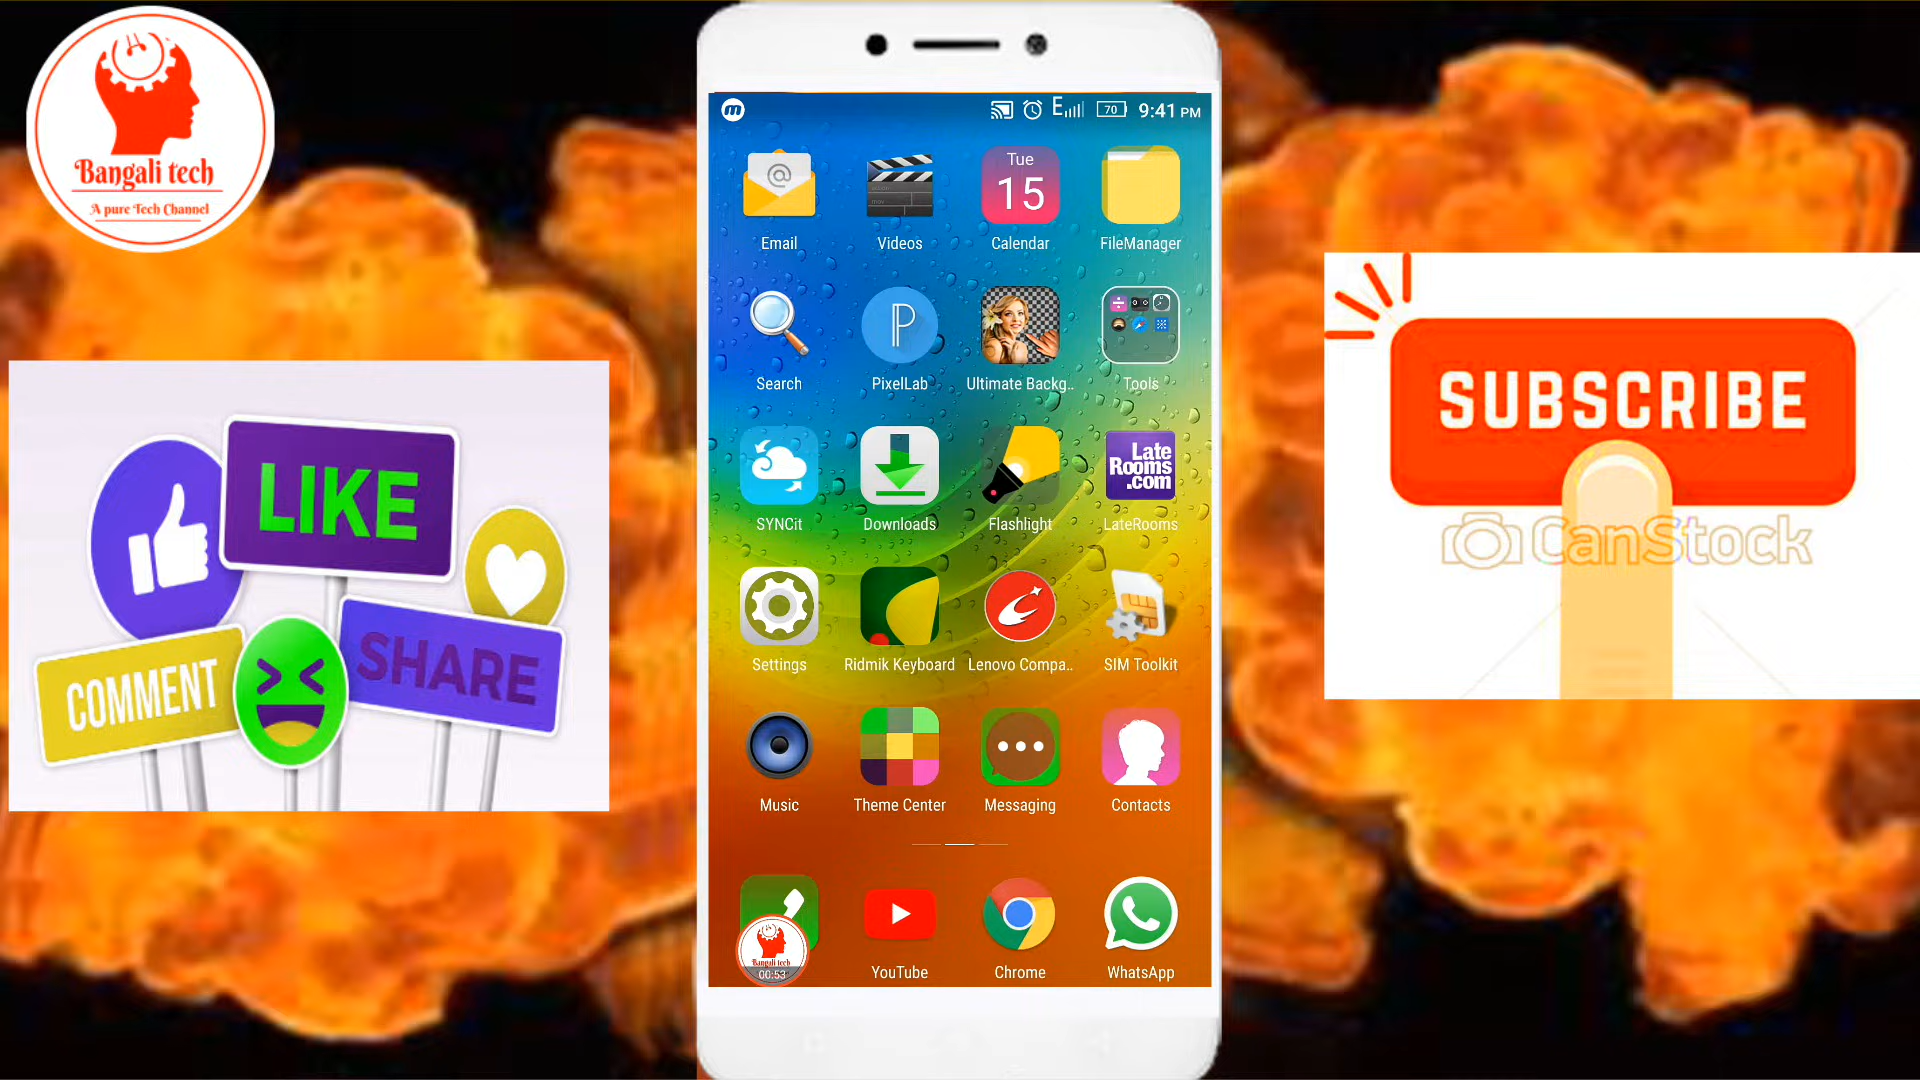 Bangali tech
A pure Tech Channel
LIKE
COMMENT
SHARE
m
E 70 9:41 PM
Tue
15
Email
Videos
Calendar
FileManager
Search
PixelLab
Ultimate Backg..
Tools
Late
Rooms
.com
SYNCit
Downloads
Flashlight
LateRooms
Settings
Ridmik Keyboard
Lenovo Compa..
SIM Toolkit
Music
Theme Center
Messaging
Contacts
Bangali tech
00:53
YouTube
Chrome
WhatsApp
SUBSCRIBE
CanStock